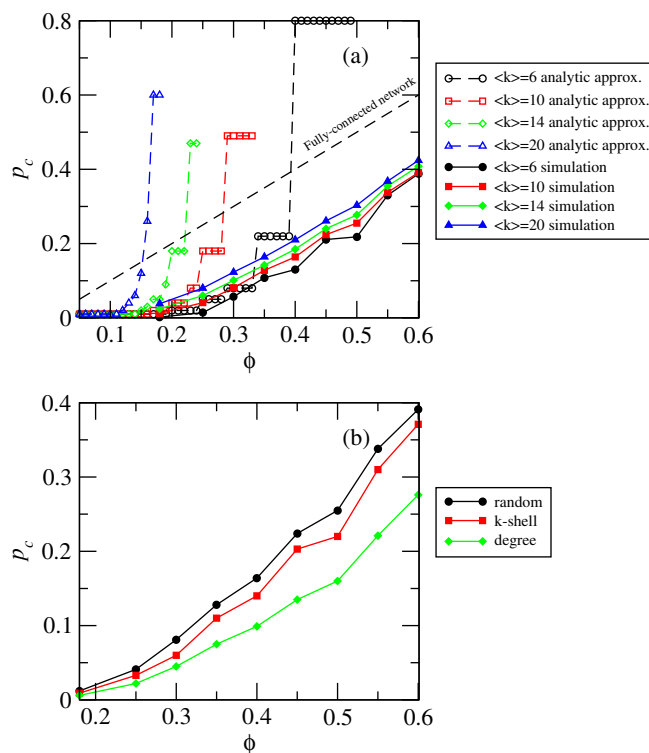 0.8
(a)
0.6
Fully-connected network
0.4
p_c
0.2
0
0.1 0.2 0.3 0.4 0.5 0.6
ϕ
<k>=6 analytic approx.
<k>=10 analytic approx.
<k>=14 analytic approx.
<k>=20 analytic approx.
<k>=6 simulation
<k>=10 simulation
<k>=14 simulation
<k>=20 simulation
0.4
(b)
0.3
p_c
0.2
0.1
0
0.2 0.3 0.4 0.5 0.6
ϕ
random
k-shell
degree